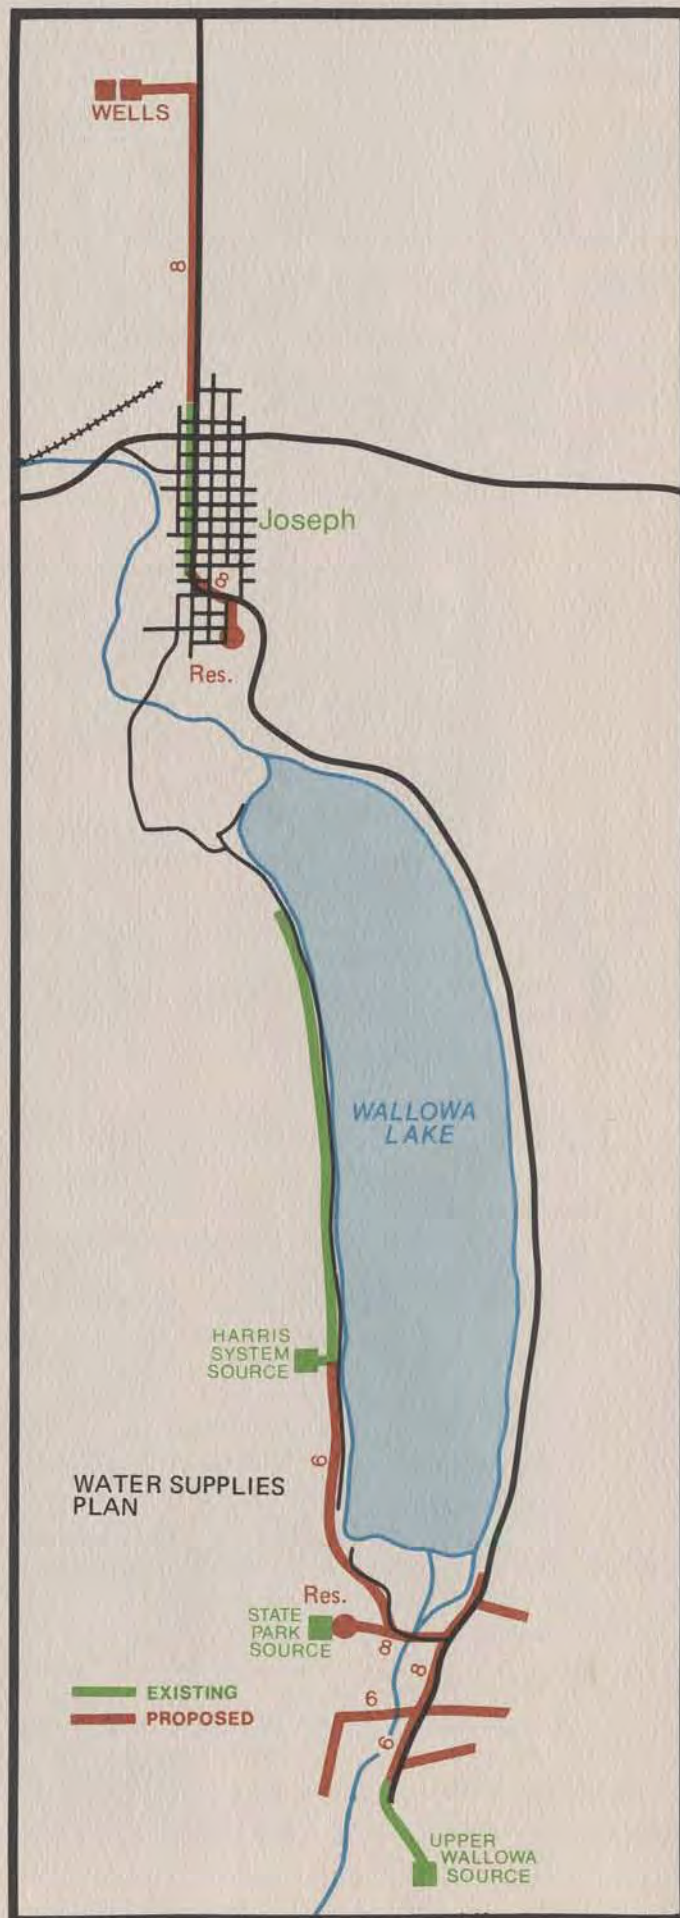 WELLS
8
Joseph
8
Res.
WALLOWA
LAKE
HARRIS
SYSTEM
SOURCE
6
WATER SUPPLIES
PLAN
Res.
STATE
PARK
SOURCE
8
8
EXISTING
6
PROPOSED
6
UPPER
WALLOWA
SOURCE